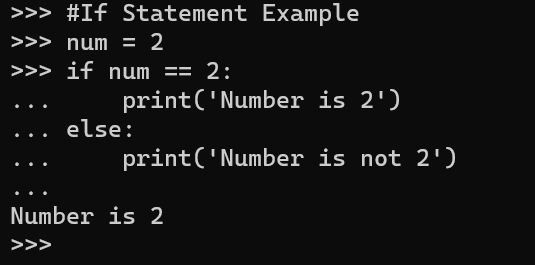 >>> #If Statement Example
>>> num = 2
>>> if num == 2:
...     print('Number is 2')
... else:
...     print('Number is not 2')
...
Number is 2
>>>